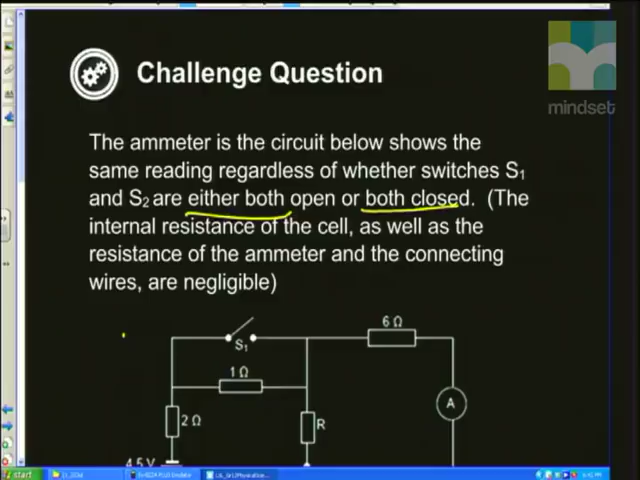 mindset
Challenge Question
The ammeter is the circuit below shows the
same reading regardless of whether switches S1
and S2 are either both open or both closed. (The
internal resistance of the cell, as well as the
resistance of the ammeter and the connecting
wires, are negligible)
6 Ω
S1
1 Ω
A
2 Ω
R
4.5 V
start